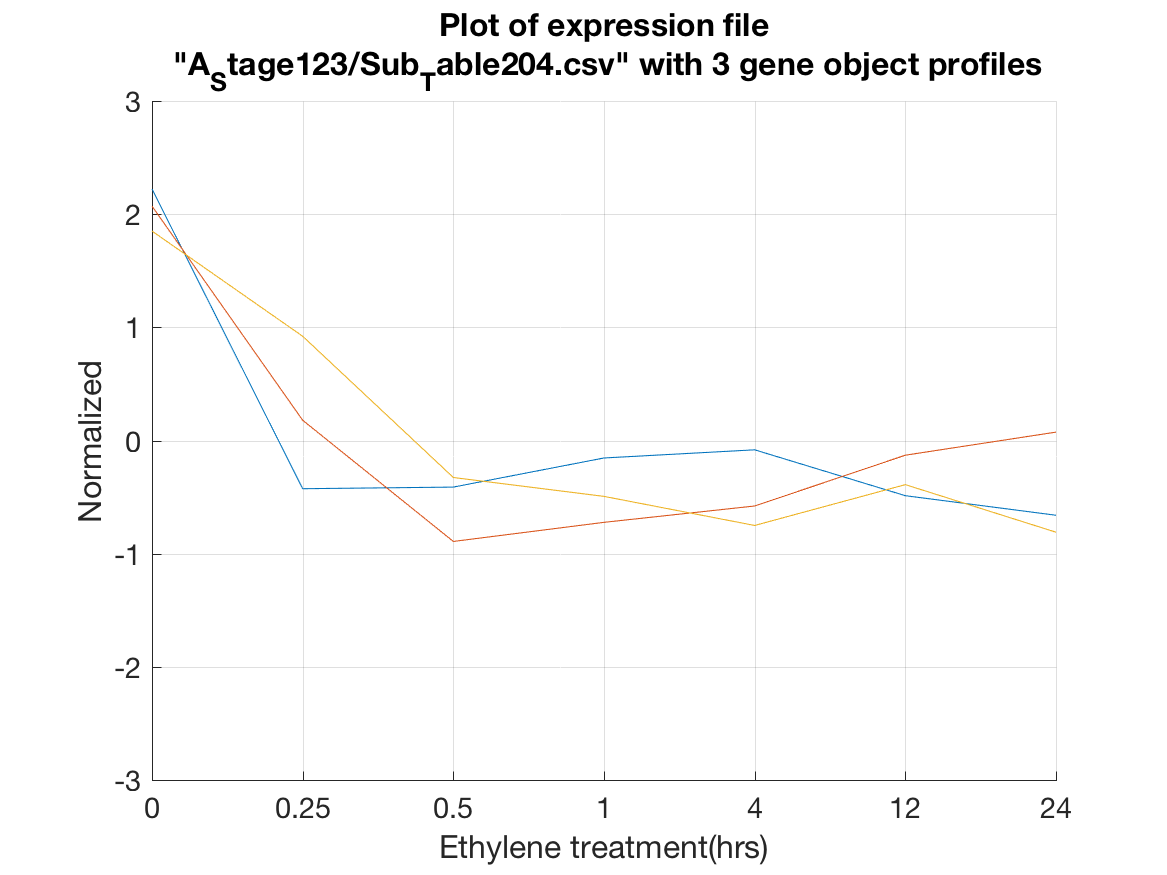 Plot of expression file
"A_Stage123/Sub_Table204.csv" with 3 gene object profiles
3
2
1
0
-1
-2
-3
Normalized
0 0.25 0.5 1 4 12 24
Ethylene treatment(hrs)